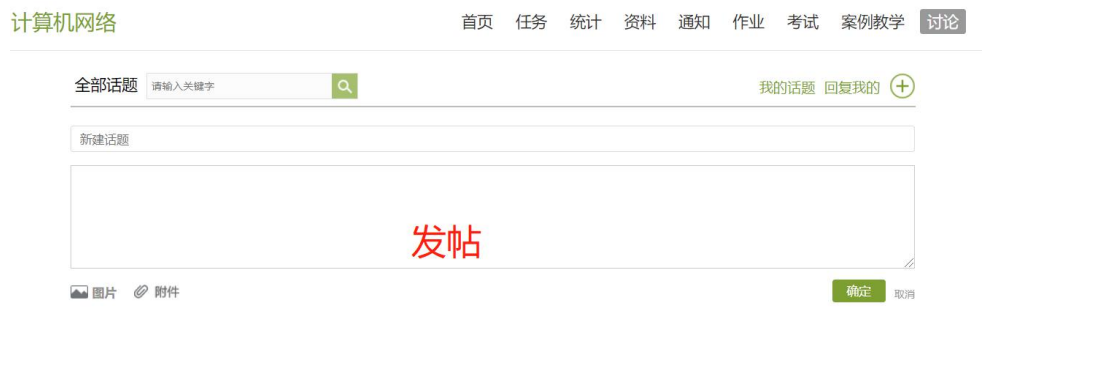 计算机网络 首页 任务 统计 资料 通知 作业 考试 案例教学 讨论
全部话题 请输入关键字 我的话题 回复我的
新建话题
发帖
图片 附件 确定 取消